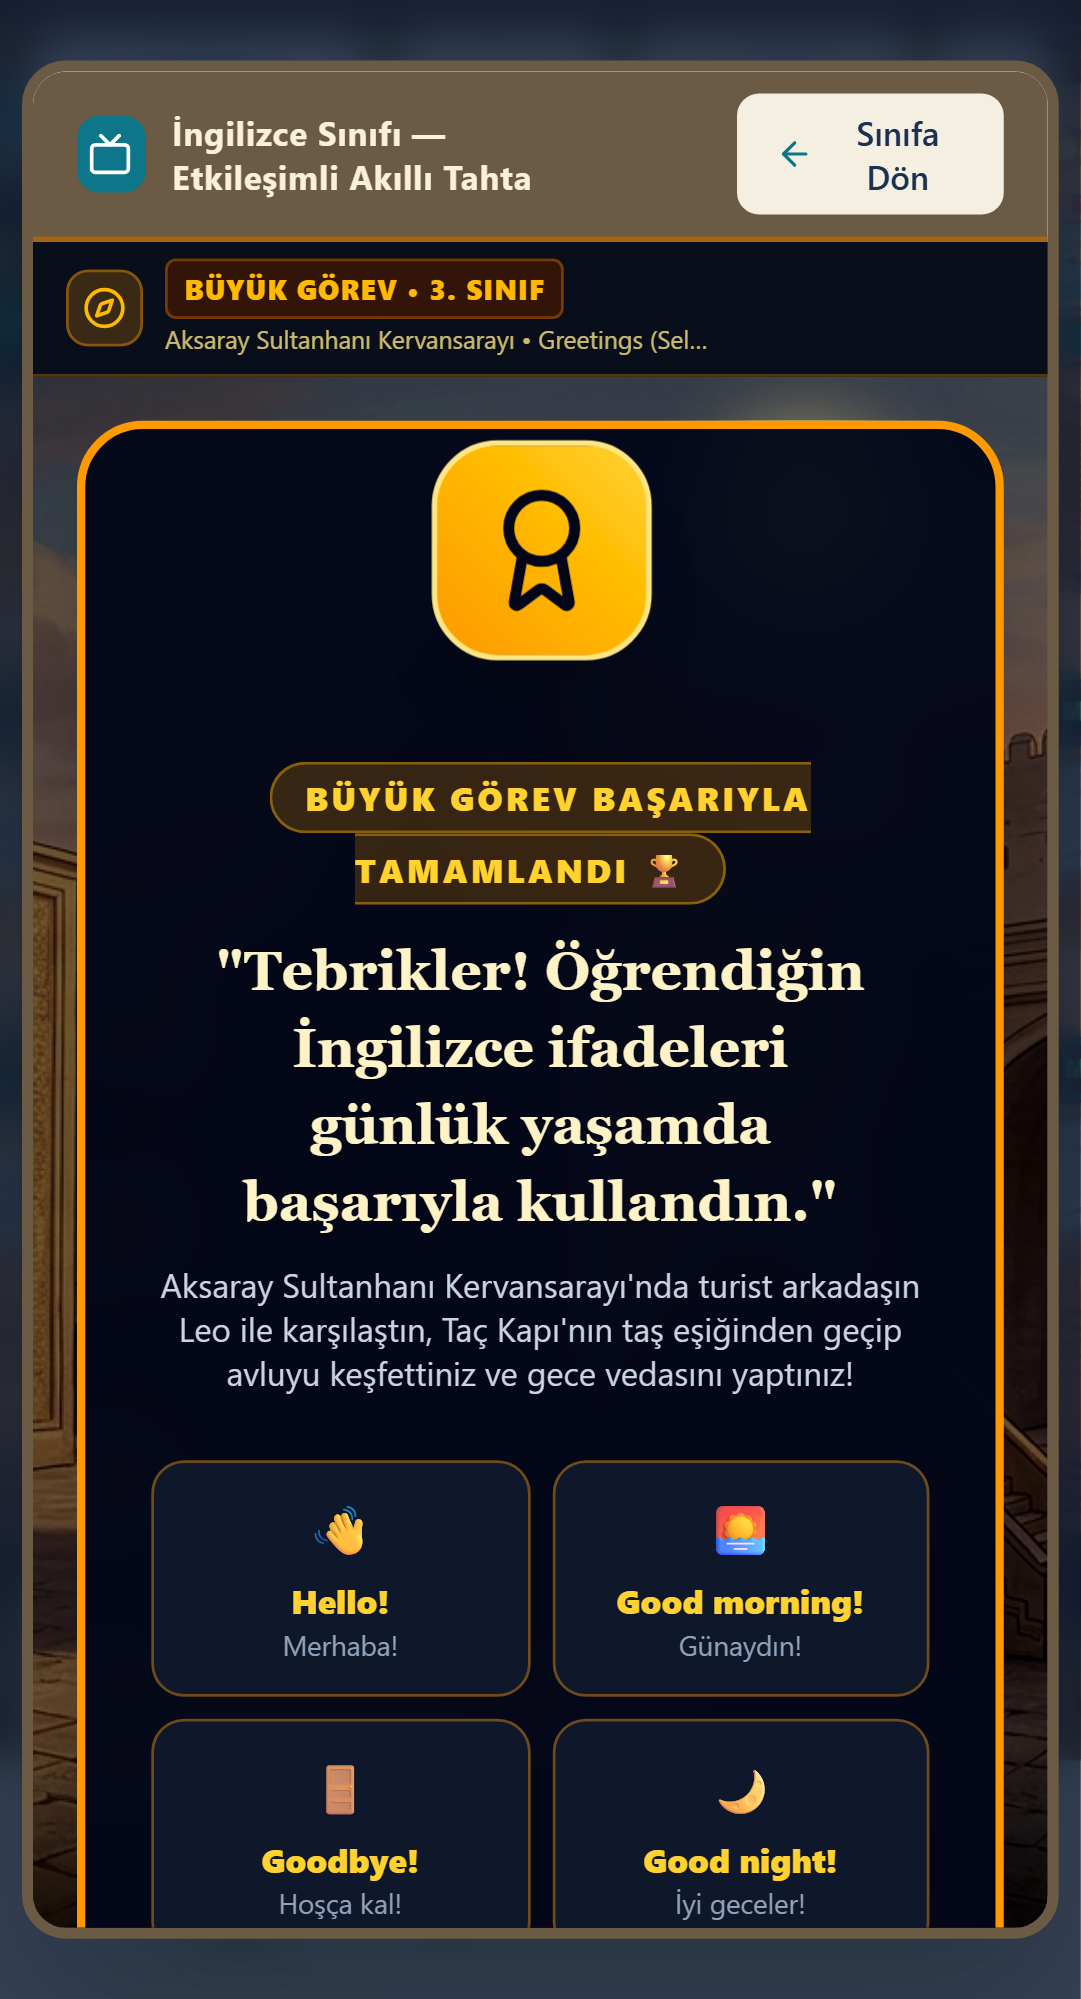 İngilizce Sınıfı —
Etkileşimli Akıllı Tahta
Sınıfa
Dön
BÜYÜK GÖREV • 3. SINIF
Aksaray Sultanhanı Kervansarayı • Greetings (Sel...
BÜYÜK GÖREV BAŞARIYLA
TAMAMLANDI 🏆
"Tebrikler! Öğrendiğin
İngilizce ifadeleri
günlük yaşamda
başarıyla kullandın."
Aksaray Sultanhanı Kervansarayı'nda turist arkadaşın
Leo ile karşılaştın, Taç Kapı'nın taş eşiğinden geçip
avluyu keşfettiniz ve gece vedasını yaptınız!
Hello!
Merhaba!
Good morning!
Günaydın!
Goodbye!
Hoşça kal!
Good night!
İyi geceler!